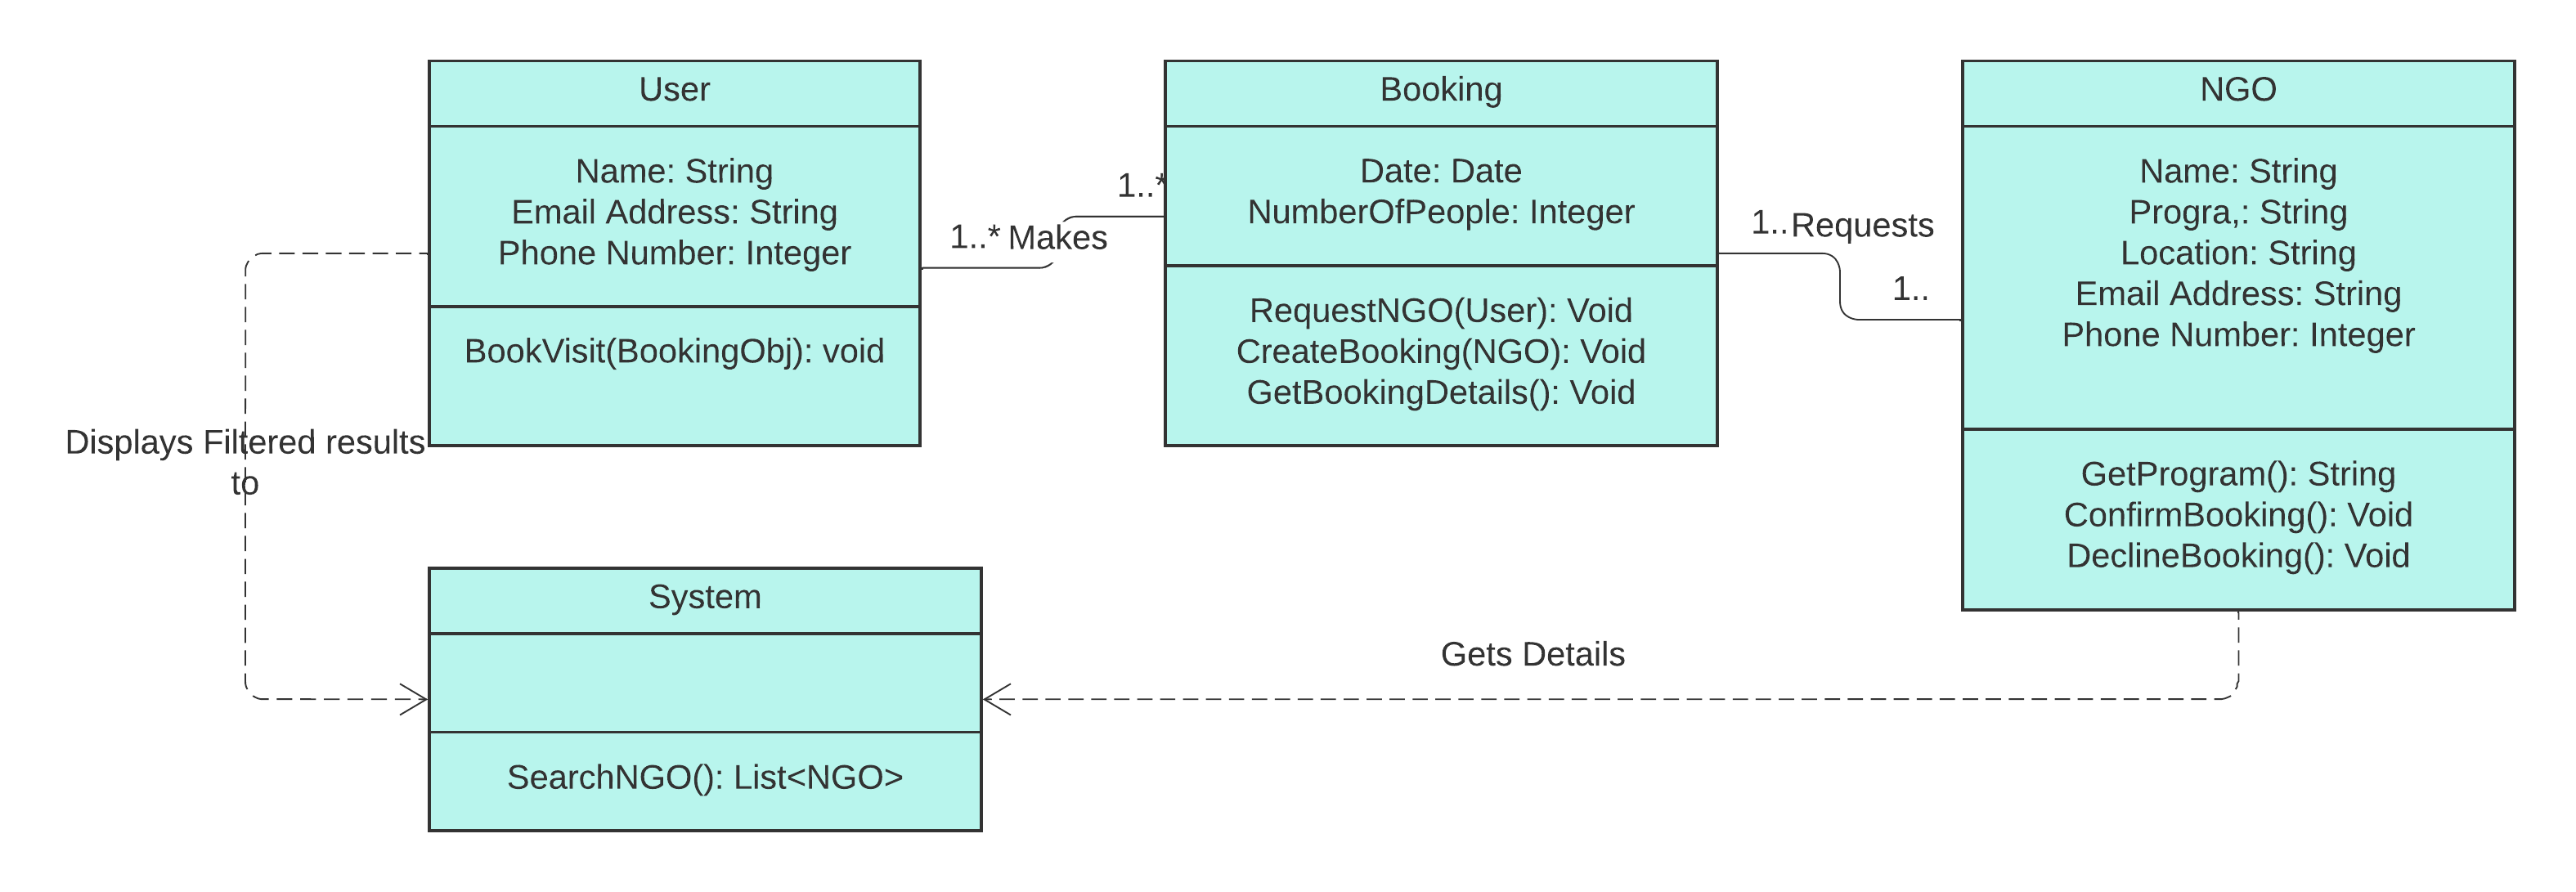 User
Name: String
Email Address: String
Phone Number: Integer
BookVisit(BookingObj): void
1..* Makes
1..*
Booking
Date: Date
NumberOfPeople: Integer
RequestNGO(User): Void
CreateBooking(NGO): Void
GetBookingDetails(): Void
1.. Requests
1..
NGO
Name: String
Progra,: String
Location: String
Email Address: String
Phone Number: Integer
GetProgram(): String
ConfirmBooking(): Void
DeclineBooking(): Void
Displays Filtered results
to
System
SearchNGO(): List<NGO>
Gets Details